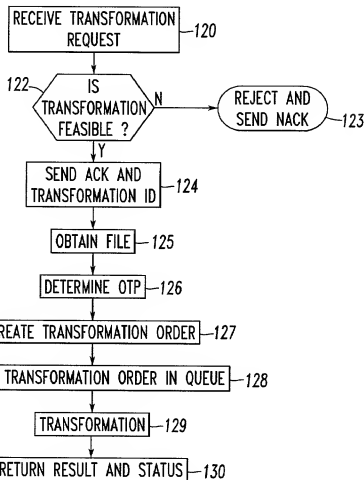 RECEIVE TRANSFORMATION
REQUEST
120
122
IS
TRANSFORMATION
FEASIBLE ?
N
REJECT AND
SEND NACK
123
Y
SEND ACK AND
TRANSFORMATION ID
124
OBTAIN FILE
125
DETERMINE OTP
126
REATE TRANSFORMATION ORDER
127
TRANSFORMATION ORDER IN QUEUE
128
TRANSFORMATION
129
RETURN RESULT AND STATUS
130